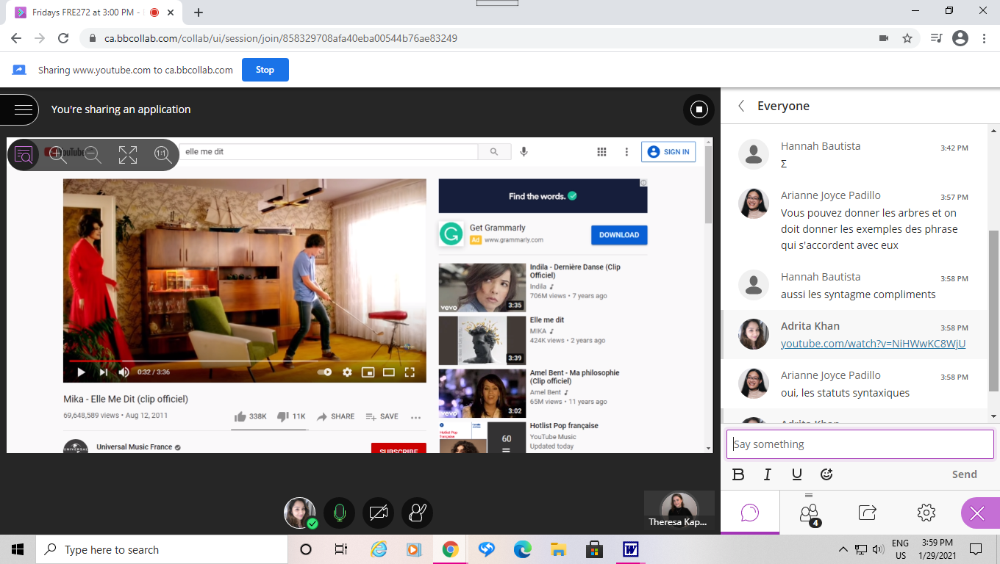 Fridays FRE272 at 3:00 PM -
ca.bbcollab.com/collab/ui/session/join/858329708afa40eba00544b76ae83249
Sharing www.youtube.com to ca.bbcollab.com
Stop
You're sharing an application
elle me dit
SIGN IN
Find the words.
Get Grammarly
Ad www.grammarly.com
DOWNLOAD
Indila - Dernière Danse (Clip
Officiel)
Indila
706M views • 7 years ago
vevo
3:35
Elle me dit
MIKA
424K views • 2 years ago
3:39
Amel Bent - Ma philosophie
(Clip officiel)
Amel Bent
65M views • 11 years ago
vevo
3:02
Hotlist Pop française
YouTube Music
Updated today
60
0:32 / 3:36
Mika - Elle Me Dit (clip officiel)
69,648,589 views • Aug 12, 2011
338K
11K
SHARE
SAVE
Universal Music France
SUBSCRIBE
Theresa Kap...
Everyone
Hannah Bautista
3:42 PM
Σ
Arianne Joyce Padillo
3:57 PM
Vous pouvez donner les arbres et on
doit donner les exemples des phrase
qui s'accordent avec eux
Hannah Bautista
3:58 PM
aussi les syntagme compliments
Adrita Khan
3:58 PM
youtube.com/watch?v=NiHWwKC8WjU
Arianne Joyce Padillo
3:58 PM
oui, les statuts syntaxiques
Adrita Khan
Say something
B I U
Send
4
Type here to search
ENG
US
3:59 PM
1/29/2021